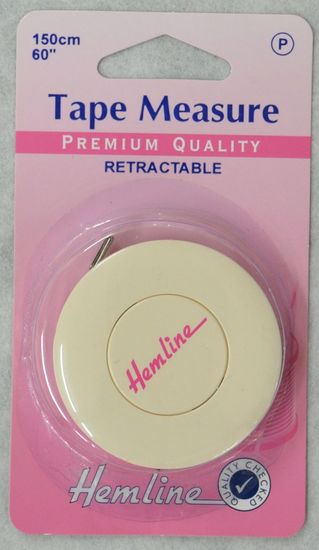 150cm
60"
P
Tape Measure
PREMIUM QUALITY
RETRACTABLE
Hemline
Hemline
QUALITY CHECKED